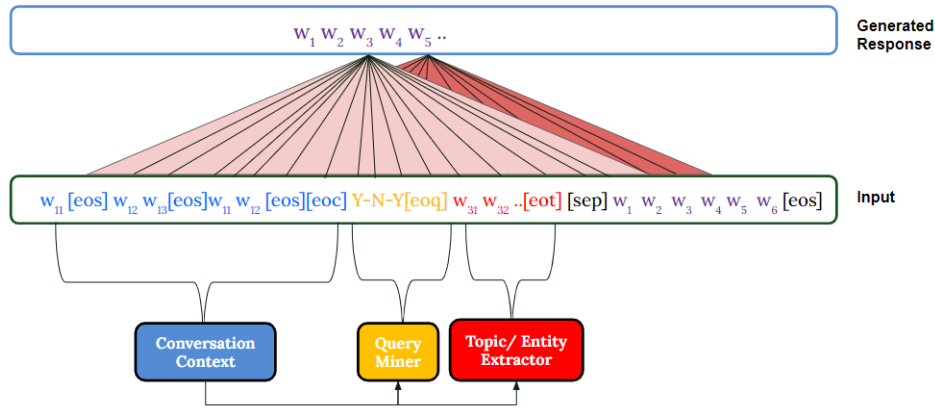 w1 w2 w3 w4 w5 ..
Generated
Response
w11 [eos] w12 w13[eos]w11 w12 [eos][eoc] Y-N-Y[eoq] w31 w32 ..[eot] [sep] w1 w2 w3 w4 w5 w6 [eos]
Input
Conversation
Context
Query
Miner
Topic/ Entity
Extractor